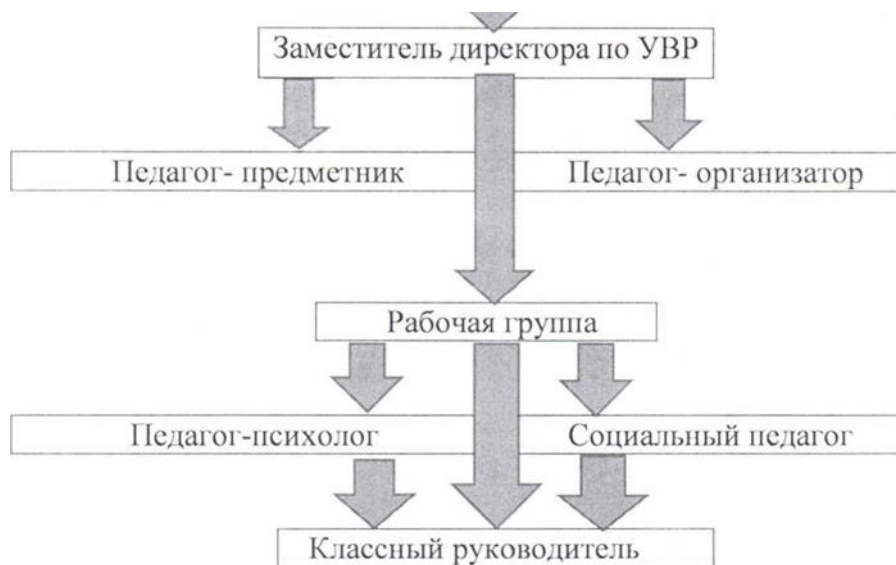 Заместитель директора по УВР
Педагог- предметник
Педагог- организатор
Рабочая группа
Педагог-психолог
Социальный педагог
Классный руководитель